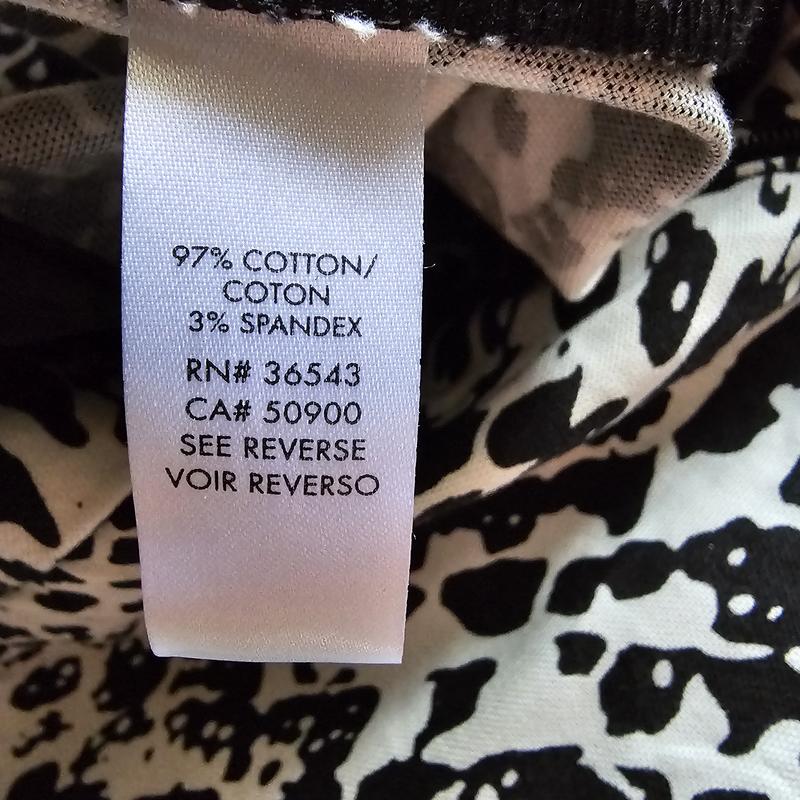 97% COTTON/
COTON
3% SPANDEX
RN# 36543
CA# 50900
SEE REVERSE
VOIR REVERSO